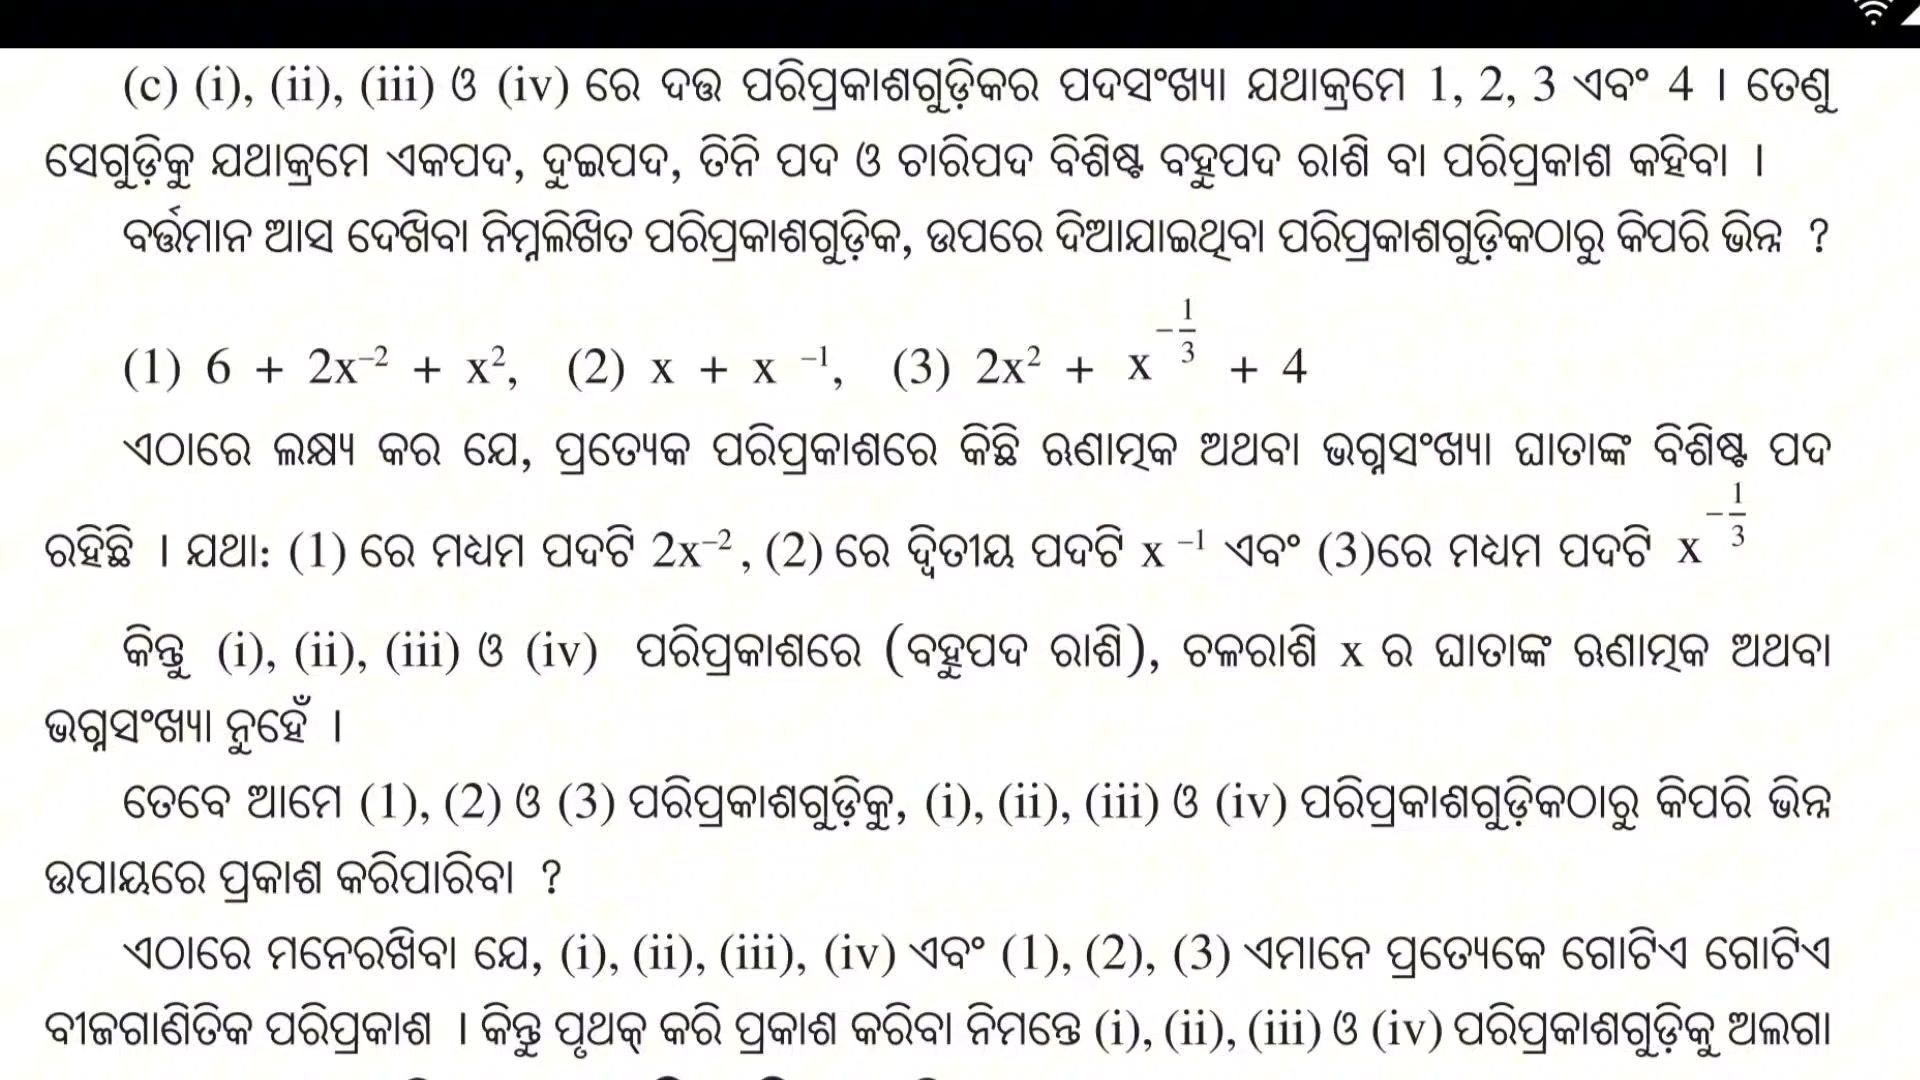 (c) (i), (ii), (iii) ଓ (iv) ରେ ଦତ୍ତ ପରିପ୍ରକାଶଗୁଡ଼ିକର ପଦସଂଖ୍ୟା ଯଥାକ୍ରମେ 1, 2, 3 ଏବଂ 4 । ତେଣୁ
ସେଗୁଡ଼ିକୁ ଯଥାକ୍ରମେ ଏକପଦ, ଦୁଇପଦ, ତିନି ପଦ ଓ ଚାରିପଦ ବିଶିଷ୍ଟ ବହୁପଦ ରାଶି ବା ପରିପ୍ରକାଶ କହିବା ।
ବର୍ତ୍ତମାନ ଆସ ଦେଖିବା ନିମ୍ନଲିଖିତ ପରିପ୍ରକାଶଗୁଡ଼ିକ, ଉପରେ ଦିଆଯାଇଥିବା ପରିପ୍ରକାଶଗୁଡ଼ିକଠାରୁ କିପରି ଭିନ୍ନ ?
(1) 6 + 2x⁻² + x², (2) x + x ⁻¹, (3) 2x² + x^(-1/3) + 4
ଏଠାରେ ଲକ୍ଷ୍ୟ କର ଯେ, ପ୍ରତ୍ୟେକ ପରିପ୍ରକାଶରେ କିଛି ଋଣାତ୍ମକ ଅଥବା ଭଗ୍ନସଂଖ୍ୟା ଘାତାଙ୍କ ବିଶିଷ୍ଟ ପଦ
ରହିଛି । ଯଥା: (1) ରେ ମଧ୍ୟମ ପଦଟି 2x⁻², (2) ରେ ଦ୍ୱିତୀୟ ପଦଟି x ⁻¹ ଏବଂ (3)ରେ ମଧ୍ୟମ ପଦଟି x^(-1/3)
କିନ୍ତୁ (i), (ii), (iii) ଓ (iv) ପରିପ୍ରକାଶରେ (ବହୁପଦ ରାଶି), ଚଳରାଶି x ର ଘାତାଙ୍କ ଋଣାତ୍ମକ ଅଥବା
ଭଗ୍ନସଂଖ୍ୟା ନୁହେଁ ।
ତେବେ ଆମେ (1), (2) ଓ (3) ପରିପ୍ରକାଶଗୁଡ଼ିକୁ, (i), (ii), (iii) ଓ (iv) ପରିପ୍ରକାଶଗୁଡ଼ିକଠାରୁ କିପରି ଭିନ୍ନ
ଉପାୟରେ ପ୍ରକାଶ କରିପାରିବା ?
ଏଠାରେ ମନେରଖିବା ଯେ, (i), (ii), (iii), (iv) ଏବଂ (1), (2), (3) ଏମାନେ ପ୍ରତ୍ୟେକେ ଗୋଟିଏ ଗୋଟିଏ
ବୀଜଗାଣିତିକ ପରିପ୍ରକାଶ । କିନ୍ତୁ ପୃଥକ୍ କରି ପ୍ରକାଶ କରିବା ନିମନ୍ତେ (i), (ii), (iii) ଓ (iv) ପରିପ୍ରକାଶଗୁଡ଼ିକୁ ଅଲଗା